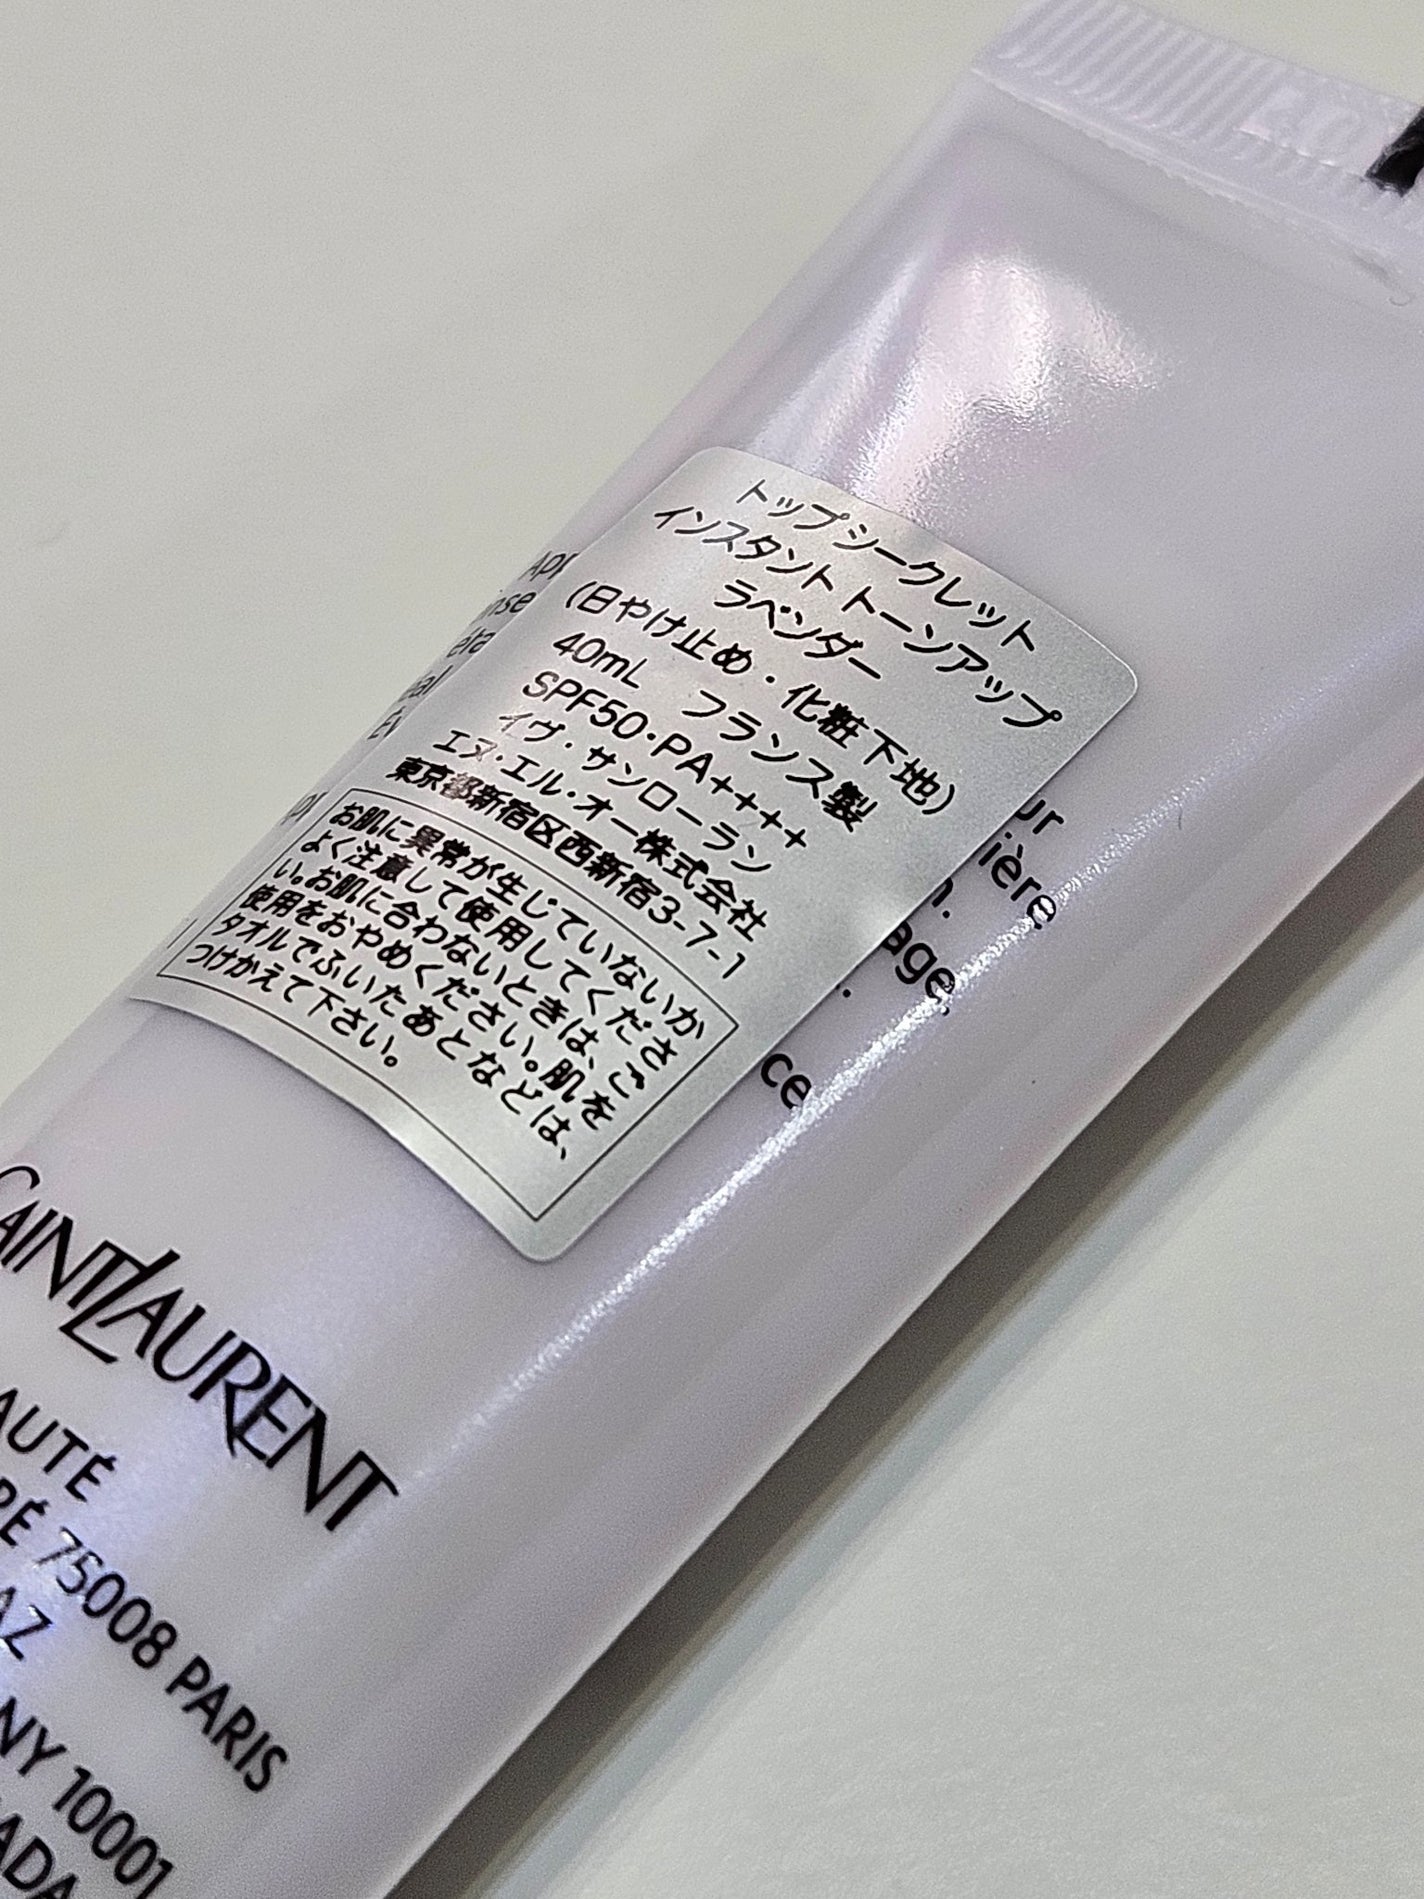 40
トップ シークレット
インスタント トーンアップ
ラベンダー
(日やけ止め・化粧下地)
40mL フランス製
SPF50・PA++++
イヴ・サンローラン
エヌ・エル・オー株式会社
東京都新宿区西新宿3-7-1
お肌に異常が生じていないか
よく注意して使用してくださ
い。お肌に合わないときは、ご
使用をおやめください。肌を
タオルでふいたあとなどは、
つけかえて下さい。
SAINT LAURENT
75008 PARIS
NY 10001